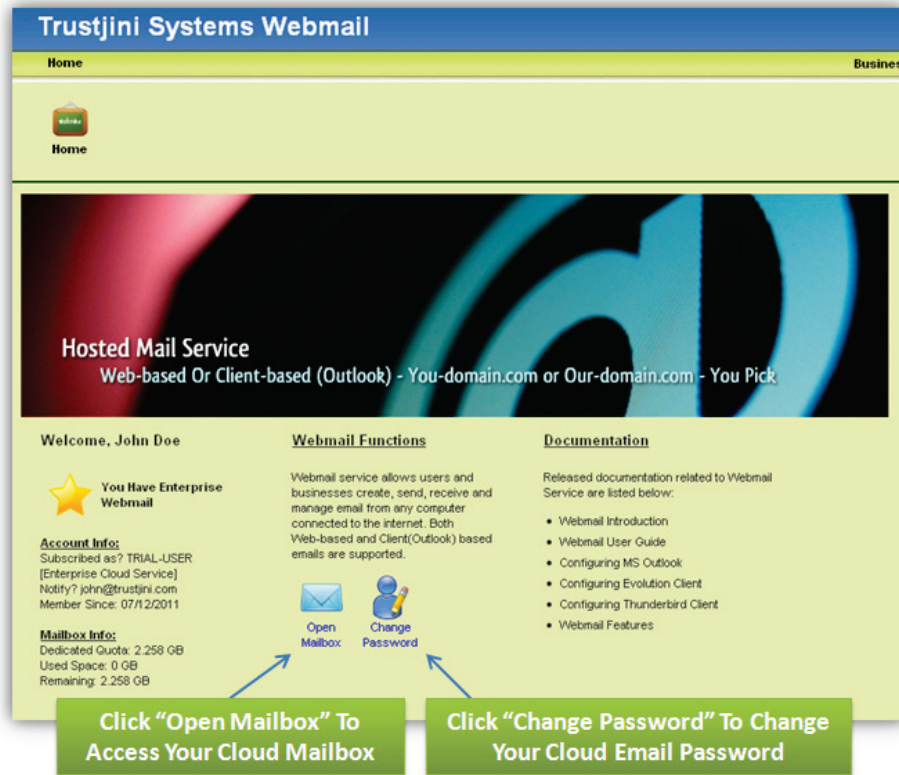 Trustjini Systems Webmail
Home
Busines
Home
Hosted Mail Service
Web-based Or Client-based (Outlook) - You-domain.com or Our-domain.com - You Pick
Welcome, John Doe
You Have Enterprise
Webmail
Account Info:
Subscribed as? TRIAL-USER
[Enterprise Cloud Service]
Notify? john@trustjini.com
Member Since: 07/12/2011
Mailbox Info:
Dedicated Quota: 2.258 GB
Used Space: 0 GB
Remaining: 2.258 GB
Webmail Functions
Webmail service allows users and
businesses create, send, receive and
manage email from any computer
connected to the internet. Both
Web-based and Client(Outlook) based
emails are supported.
Open
Mailbox
Change
Password
Documentation
Released documentation related to Webmail
Service are listed below:
• Webmail Introduction
• Webmail User Guide
• Configuring MS Outlook
• Configuring Evolution Client
• Configuring Thunderbird Client
• Webmail Features
Click “Open Mailbox” To
Access Your Cloud Mailbox
Click “Change Password” To Change
Your Cloud Email Password